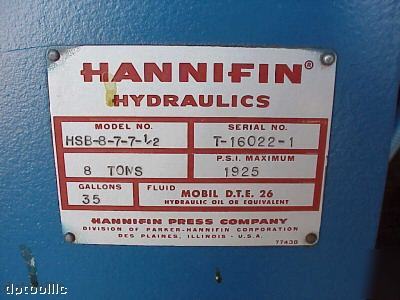 HANNIFIN®
HYDRAULICS
MODEL NO. SERIAL NO.
HSB-8-7-7-1/2 T-16022-1
P.S.I. MAXIMUM
8 TONS 1925
GALLONS FLUID MOBIL D.T.E. 26
35 HYDRAULIC OIL OR EQUIVALENT
HANNIFIN PRESS COMPANY
DIVISION OF PARKER-HANNIFIN CORPORATION
DES PLAINES, ILLINOIS - U.S.A.
77438
dptoolllc